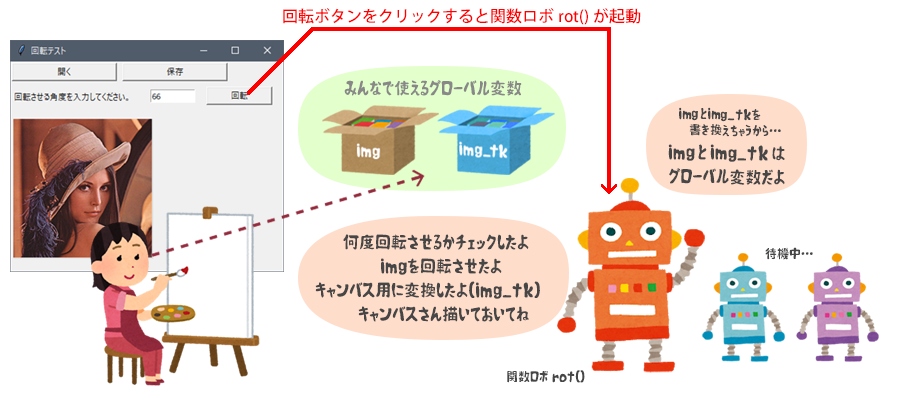 回転ボタンをクリックすると関数ロボ rot() が起動
回転テスト
開く
保存
回転させる角度を入力してください。
66
回転
みんなで使えるグローバル変数
img
img_tk
imgとimg_tkを
書き換えちゃうから…
imgとimg_tk は
グローバル変数だよ
何度回転させるかチェックしたよ
imgを回転させたよ
キャンバス用に変換したよ(img_tk)
キャンバスさん描いておいてね
待機中…
関数ロボ rot()